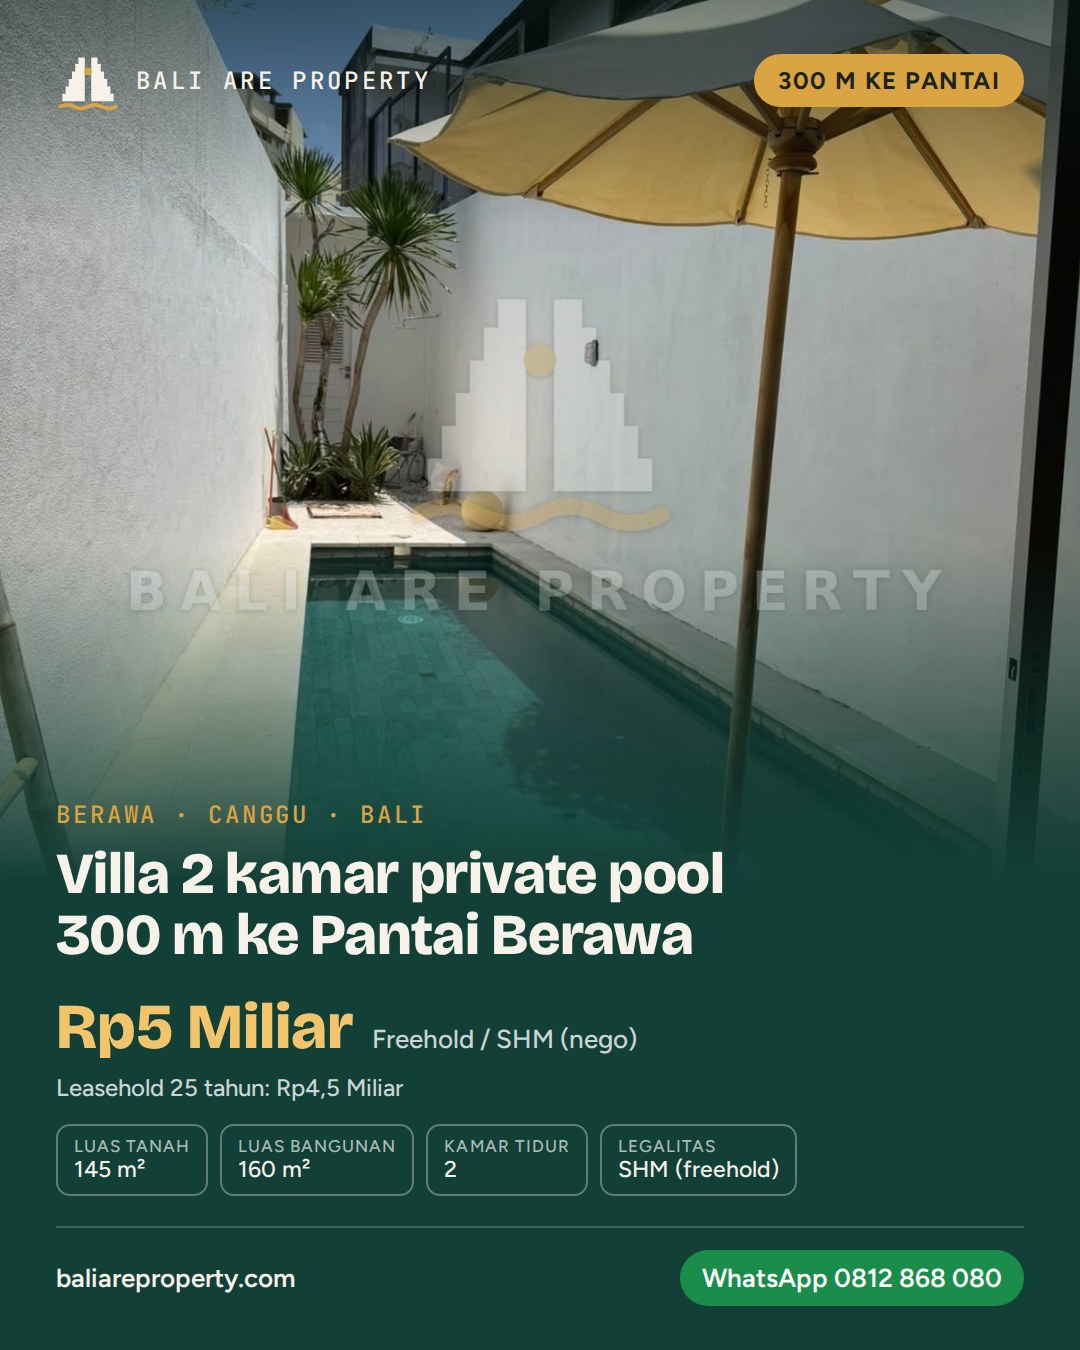 BALI ARE PROPERTY
300 M KE PANTAI
BALI ARE PROPERTY
BERAWA · CANGGU · BALI
Villa 2 kamar private pool
300 m ke Pantai Berawa
Rp5 Miliar Freehold / SHM (nego)
Leasehold 25 tahun: Rp4,5 Miliar
LUAS TANAH
145 m²
LUAS BANGUNAN
160 m²
KAMAR TIDUR
2
LEGALITAS
SHM (freehold)
baliareproperty.com
WhatsApp 0812 868 080